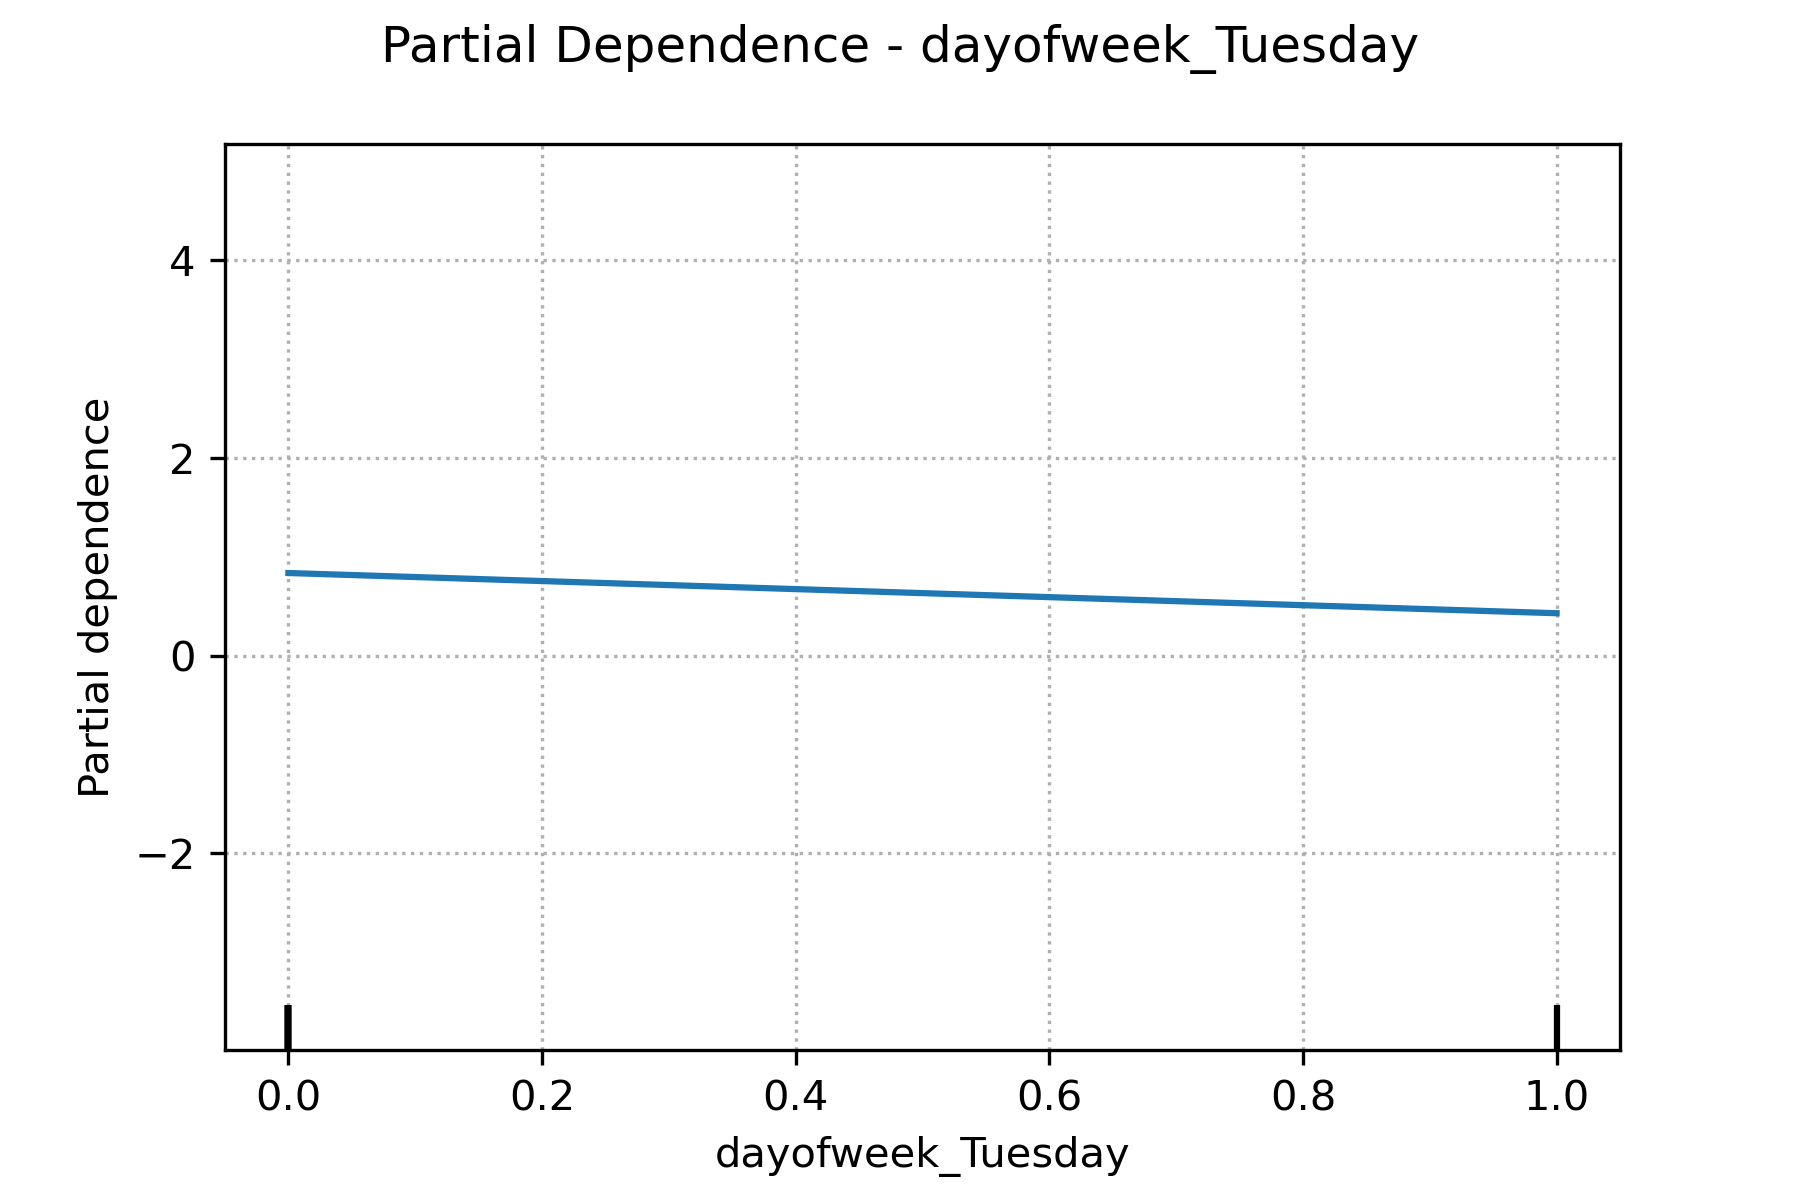 Partial Dependence - dayofweek_Tuesday
4
2
0
−2
Partial dependence
0.0 0.2 0.4 0.6 0.8 1.0
dayofweek_Tuesday